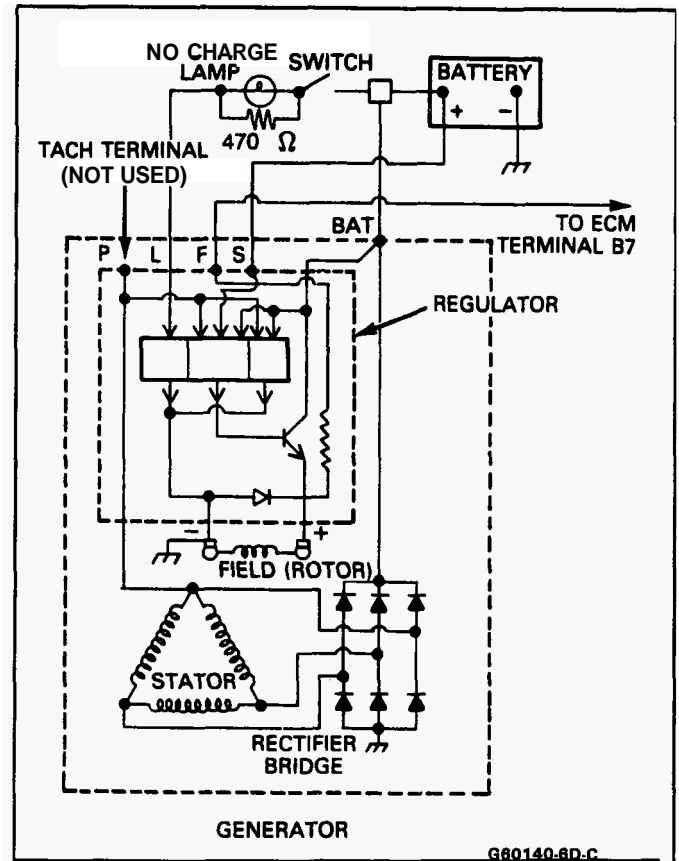 NO CHARGE
LAMP
SWITCH
BATTERY
+ -
470 Ω
TACH TERMINAL
(NOT USED)
BAT
TO ECM
TERMINAL B7
P L F S
REGULATOR
- +
FIELD (ROTOR)
STATOR
RECTIFIER
BRIDGE
GENERATOR
G60140-6D-C